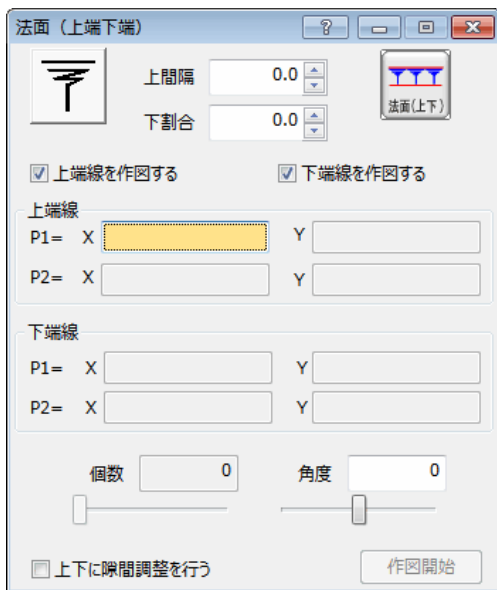 法面（上端下端）
上間隔 0.0
下割合 0.0
法面(上下)
上端線を作図する 下端線を作図する
上端線
P1= X Y
P2= X Y
下端線
P1= X Y
P2= X Y
個数 0 角度 0
上下に隙間調整を行う 作図開始